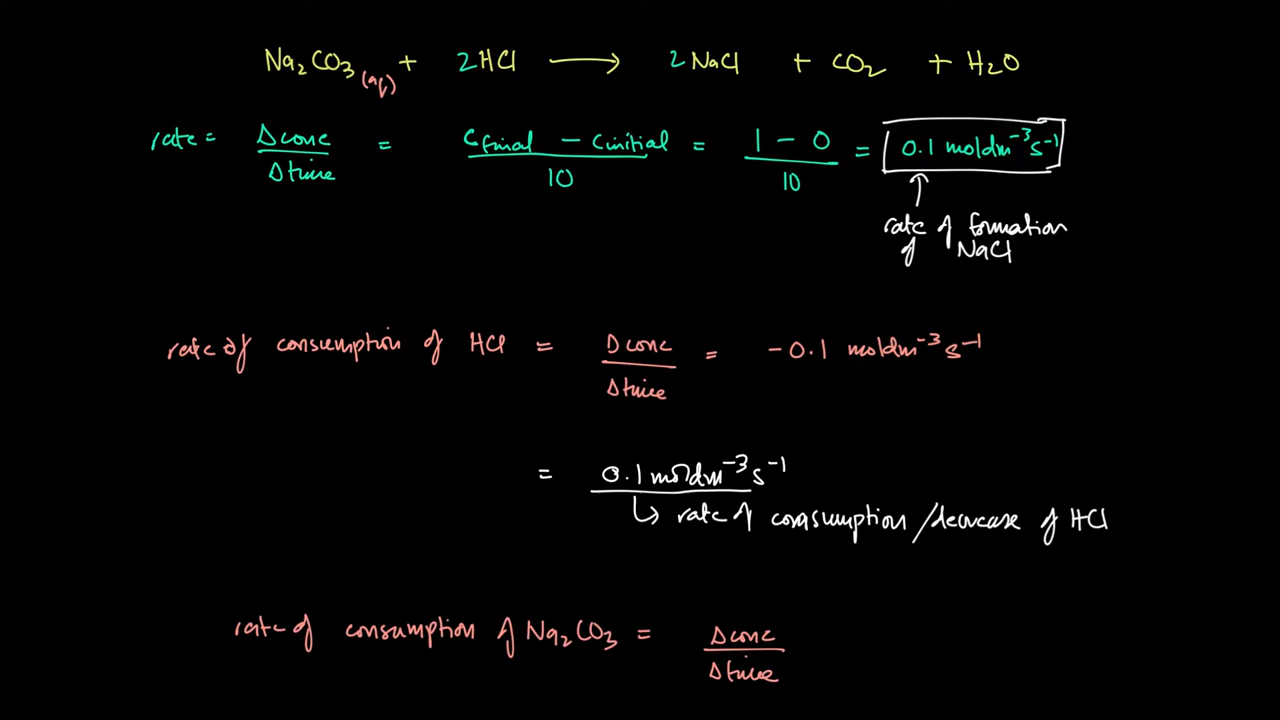 Na₂CO₃(aq) + 2HCl ⟶ 2NaCl + CO₂ + H₂O
rate = Δconc/Δtime = (Cfinal − Cinitial)/10 = (1 − 0)/10 = 0.1 moldm⁻³s⁻¹
↑
rate of formation
of NaCl
rate of consumption of HCl = Δconc/Δtime = −0.1 moldm⁻³s⁻¹
= 0.1 moldm⁻³s⁻¹
↳ rate of consumption/decrease of HCl
rate of consumption of Na₂CO₃ = Δconc/Δtime